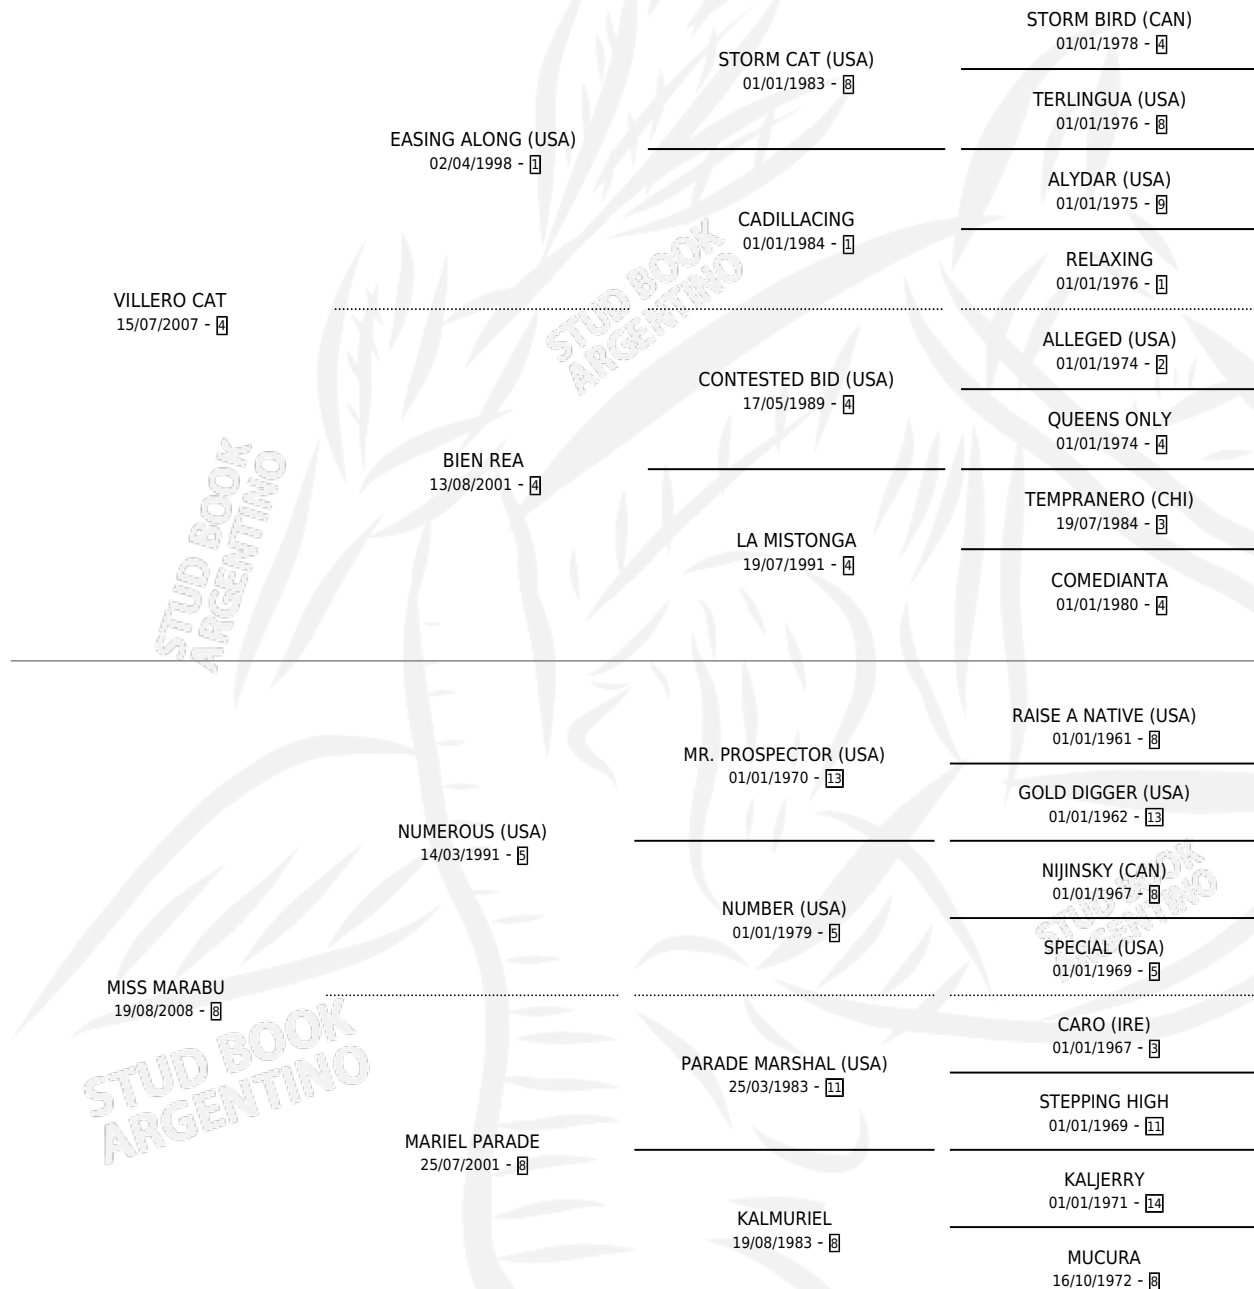 STORM BIRD (CAN)
01/01/1978 - 4
STORM CAT (USA)
01/01/1983 - 8
TERLINGUA (USA)
01/01/1976 - 8
EASING ALONG (USA)
02/04/1998 - 1
ALYDAR (USA)
01/01/1975 - 9
CADILLACING
01/01/1984 - 1
RELAXING
01/01/1976 - 1
VILLERO CAT
15/07/2007 - 4
ALLEGED (USA)
01/01/1974 - 2
CONTESTED BID (USA)
17/05/1989 - 4
QUEENS ONLY
01/01/1974 - 4
BIEN REA
13/08/2001 - 4
TEMPRANERO (CHI)
19/07/1984 - 3
LA MISTONGA
19/07/1991 - 4
COMEDIANTA
01/01/1980 - 4
RAISE A NATIVE (USA)
01/01/1961 - 8
MR. PROSPECTOR (USA)
01/01/1970 - 13
GOLD DIGGER (USA)
01/01/1962 - 13
NUMEROUS (USA)
14/03/1991 - 5
NIJINSKY (CAN)
01/01/1967 - 8
NUMBER (USA)
01/01/1979 - 5
SPECIAL (USA)
01/01/1969 - 5
MISS MARABU
19/08/2008 - 8
CARO (IRE)
01/01/1967 - 3
PARADE MARSHAL (USA)
25/03/1983 - 11
STEPPING HIGH
01/01/1969 - 11
MARIEL PARADE
25/07/2001 - 8
KALJERRY
01/01/1971 - 14
KALMURIEL
19/08/1983 - 8
MUCURA
16/10/1972 - 8
STUD BOOK
ARGENTINO
STUD BOOK
ARGENTINO
STUD BOOK
ARGENTINO
STUD BOOK
ARGENTINO